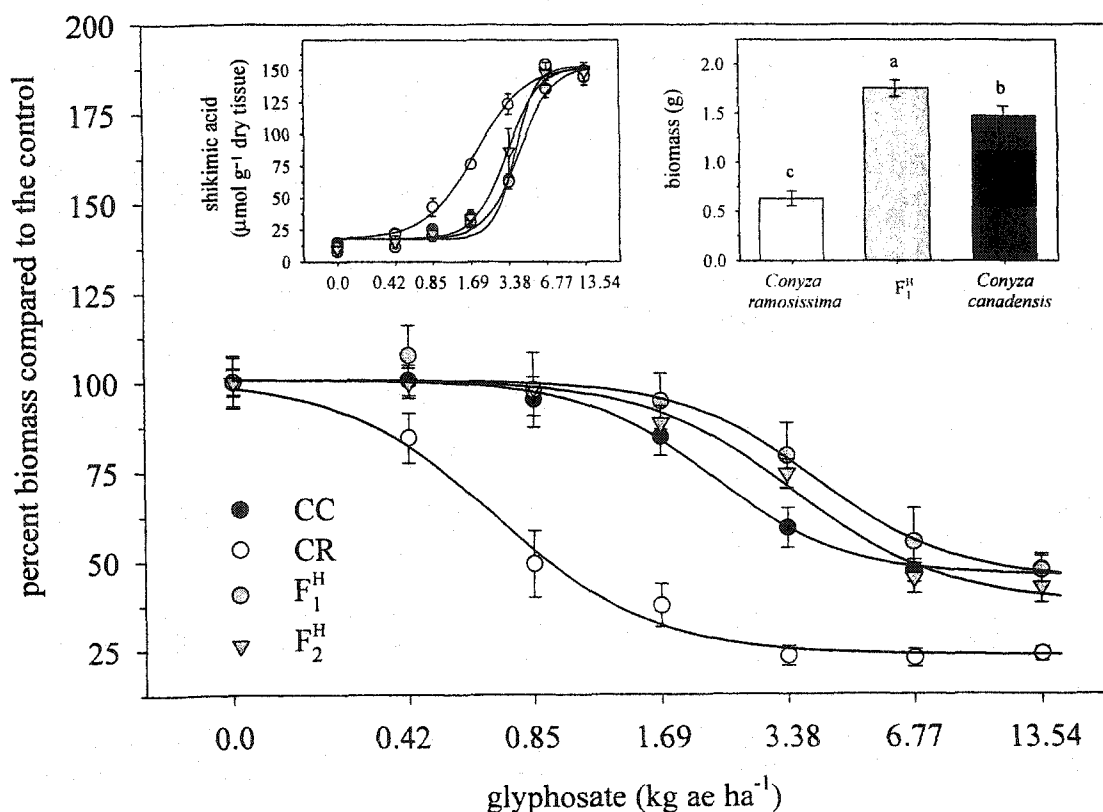 percent biomass compared to the control
200
175
150
125
100
75
50
25
shikimic acid
(μmol g⁻¹ dry tissue)
150
125
100
75
50
25
0
0.0 0.42 0.85 1.69 3.38 6.77 13.54
biomass (g)
2.0
1.5
1.0
0.5
0.0
c
a
b
Conyza
ramosissima
F₁ᴴ
Conyza
canadensis
CC
CR
F₁ᴴ
F₂ᴴ
0.0 0.42 0.85 1.69 3.38 6.77 13.54
glyphosate (kg ae ha⁻¹)